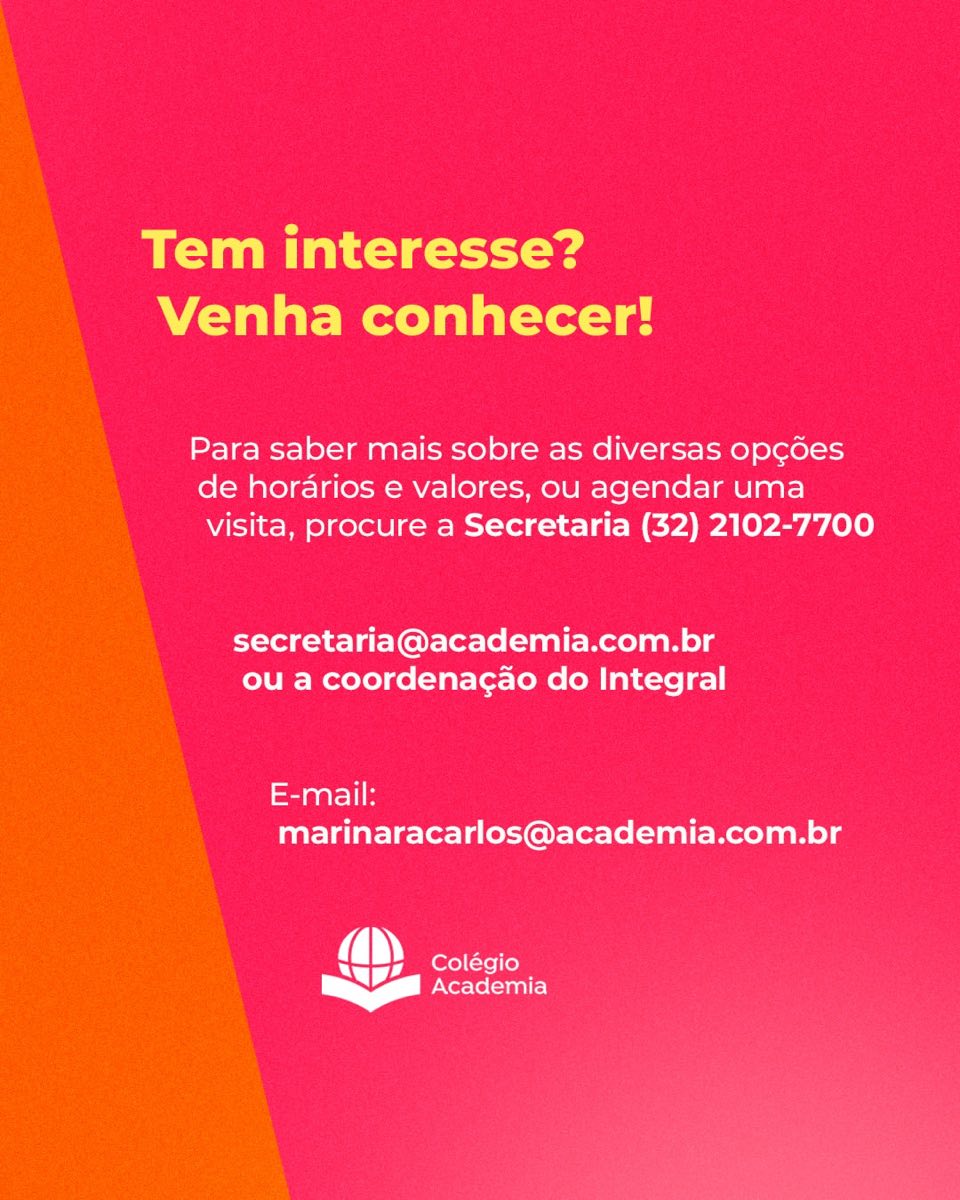 Tem interesse?
Venha conhecer!
Para saber mais sobre as diversas opções
de horários e valores, ou agendar uma
visita, procure a Secretaria (32) 2102-7700
secretaria@academia.com.br
ou a coordenação do Integral
E-mail:
marinaracarlos@academia.com.br
Colégio
Academia